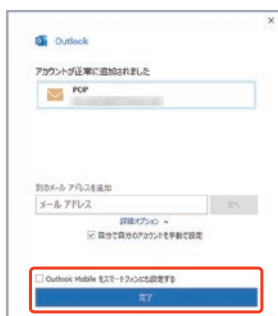 Outlook
アカウントが正常に追加されました
POP
別のメール アドレスを追加
メール アドレス
次へ
詳細オプション
自分で自分のアカウントを手動で設定
Outlook Mobile をスマートフォンにも設定する
完了